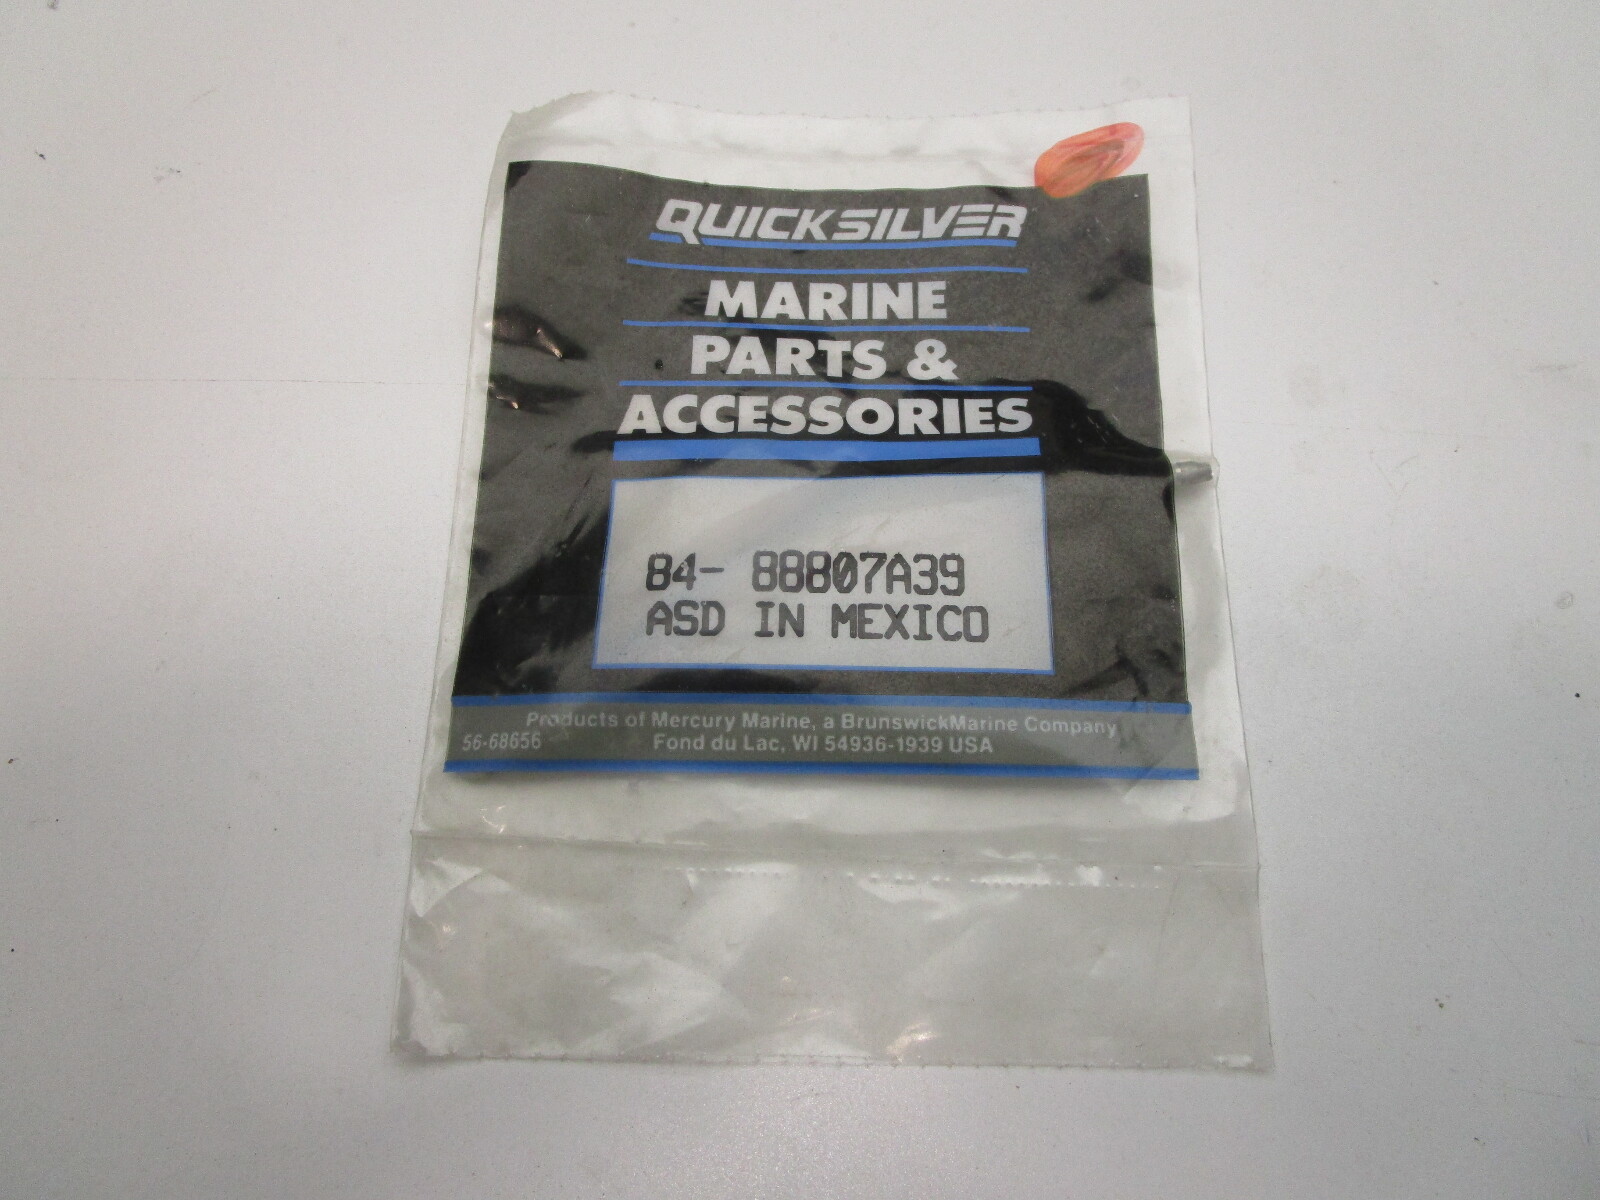 QUICKSILVER
MARINE
PARTS &
ACCESSORIES
84- 88807A39
ASD IN MEXICO
Products of Mercury Marine, a BrunswickMarine Company
56-68656 Fond du Lac, WI 54936-1939 USA